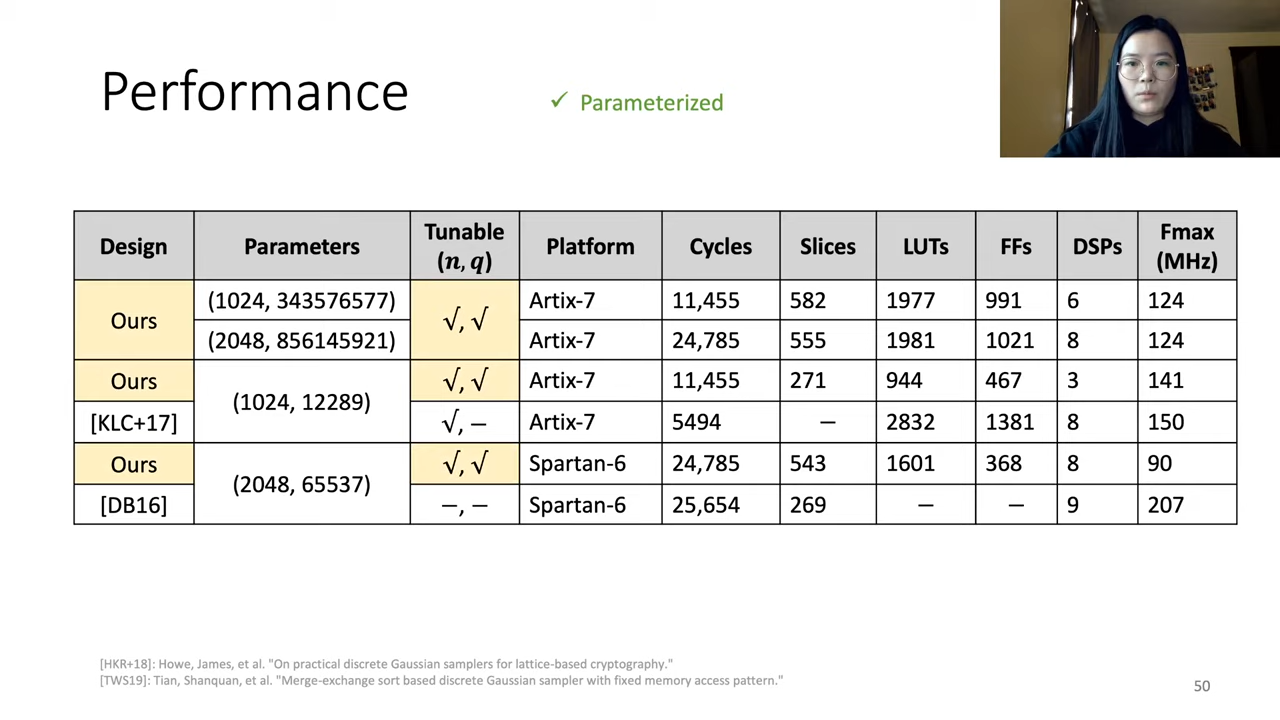 Performance
✓ Parameterized
Design Parameters Tunable (n, q) Platform Cycles Slices LUTs FFs DSPs Fmax (MHz)
Ours (1024, 343576577) √, √ Artix-7 11,455 582 1977 991 6 124
(2048, 856145921) Artix-7 24,785 555 1981 1021 8 124
Ours (1024, 12289) √, √ Artix-7 11,455 271 944 467 3 141
[KLC+17] √, – Artix-7 5494 – 2832 1381 8 150
Ours (2048, 65537) √, √ Spartan-6 24,785 543 1601 368 8 90
[DB16] –, – Spartan-6 25,654 269 – – 9 207
[HKR+18]: Howe, James, et al. "On practical discrete Gaussian samplers for lattice-based cryptography."
[TWS19]: Tian, Shanquan, et al. "Merge-exchange sort based discrete Gaussian sampler with fixed memory access pattern."
50